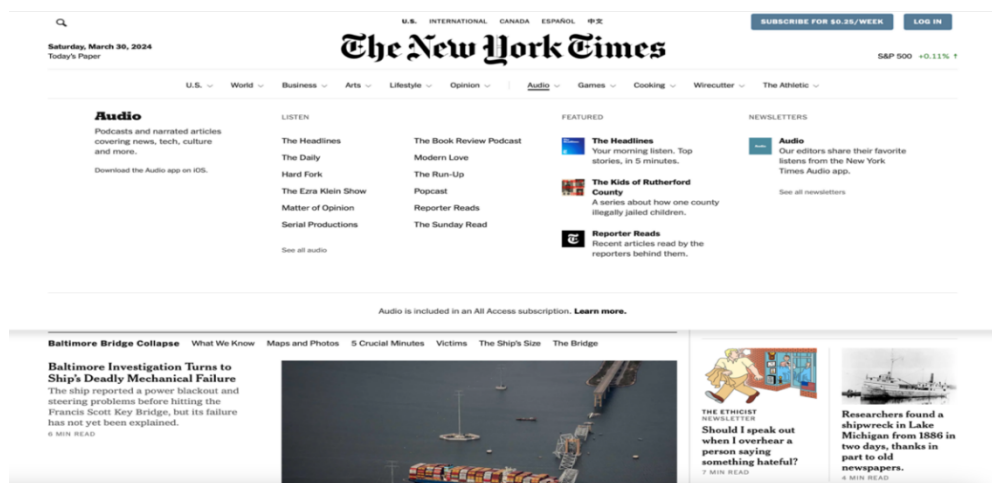 U.S. INTERNATIONAL CANADA ESPAÑOL 中文
SUBSCRIBE FOR $0.25/WEEK
LOG IN
Saturday, March 30, 2024
Today's Paper
The New York Times
S&P 500 +0.11% ↑
U.S. World Business Arts Lifestyle Opinion Audio Games Cooking Wirecutter The Athletic
Audio
Podcasts and narrated articles
covering news, tech, culture
and more.
Download the Audio app on iOS.
LISTEN
The Headlines
The Daily
Hard Fork
The Ezra Klein Show
Matter of Opinion
Serial Productions
See all audio
The Book Review Podcast
Modern Love
The Run-Up
Popcast
Reporter Reads
The Sunday Read
FEATURED
The Headlines
Your morning listen. Top
stories, in 5 minutes.
The Kids of Rutherford
County
A series about how one county
illegally jailed children.
Reporter Reads
Recent articles read by the
reporters behind them.
NEWSLETTERS
Audio
Our editors share their favorite
listens from the New York
Times Audio app.
See all newsletters
Audio is included in an All Access subscription. Learn more.
Baltimore Bridge Collapse What We Know Maps and Photos 5 Crucial Minutes Victims The Ship's Size The Bridge
Baltimore Investigation Turns to
Ship's Deadly Mechanical Failure
The ship reported a power blackout and
steering problems before hitting the
Francis Scott Key Bridge, but its failure
has not yet been explained.
6 MIN READ
THE ETHICIST
NEWSLETTER
Should I speak out
when I overhear a
person saying
something hateful?
7 MIN READ
Researchers found a
shipwreck in Lake
Michigan from 1886 in
two days, thanks in
part to old
newspapers.
4 MIN READ